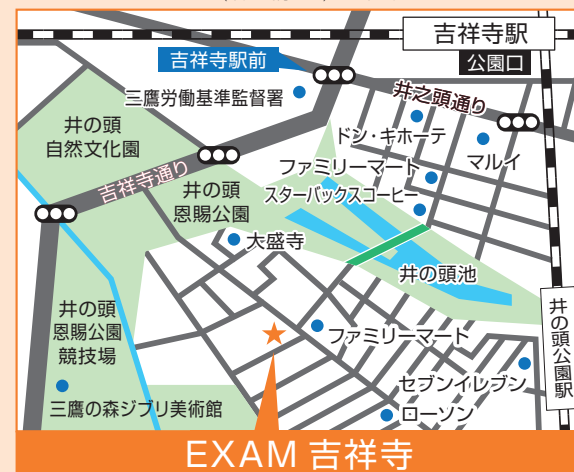 吉祥寺駅
公園口
吉祥寺駅前
三鷹労働基準監督署
井之頭通り
ドン・キホーテ
マルイ
井の頭
自然文化園
吉祥寺通り
ファミリーマート
スターバックスコーヒー
井の頭
恩賜公園
大盛寺
井の頭池
井の頭
恩賜公園
競技場
ファミリーマート
井の頭公園駅
セブンイレブン
三鷹の森ジブリ美術館
ローソン
EXAM 吉祥寺